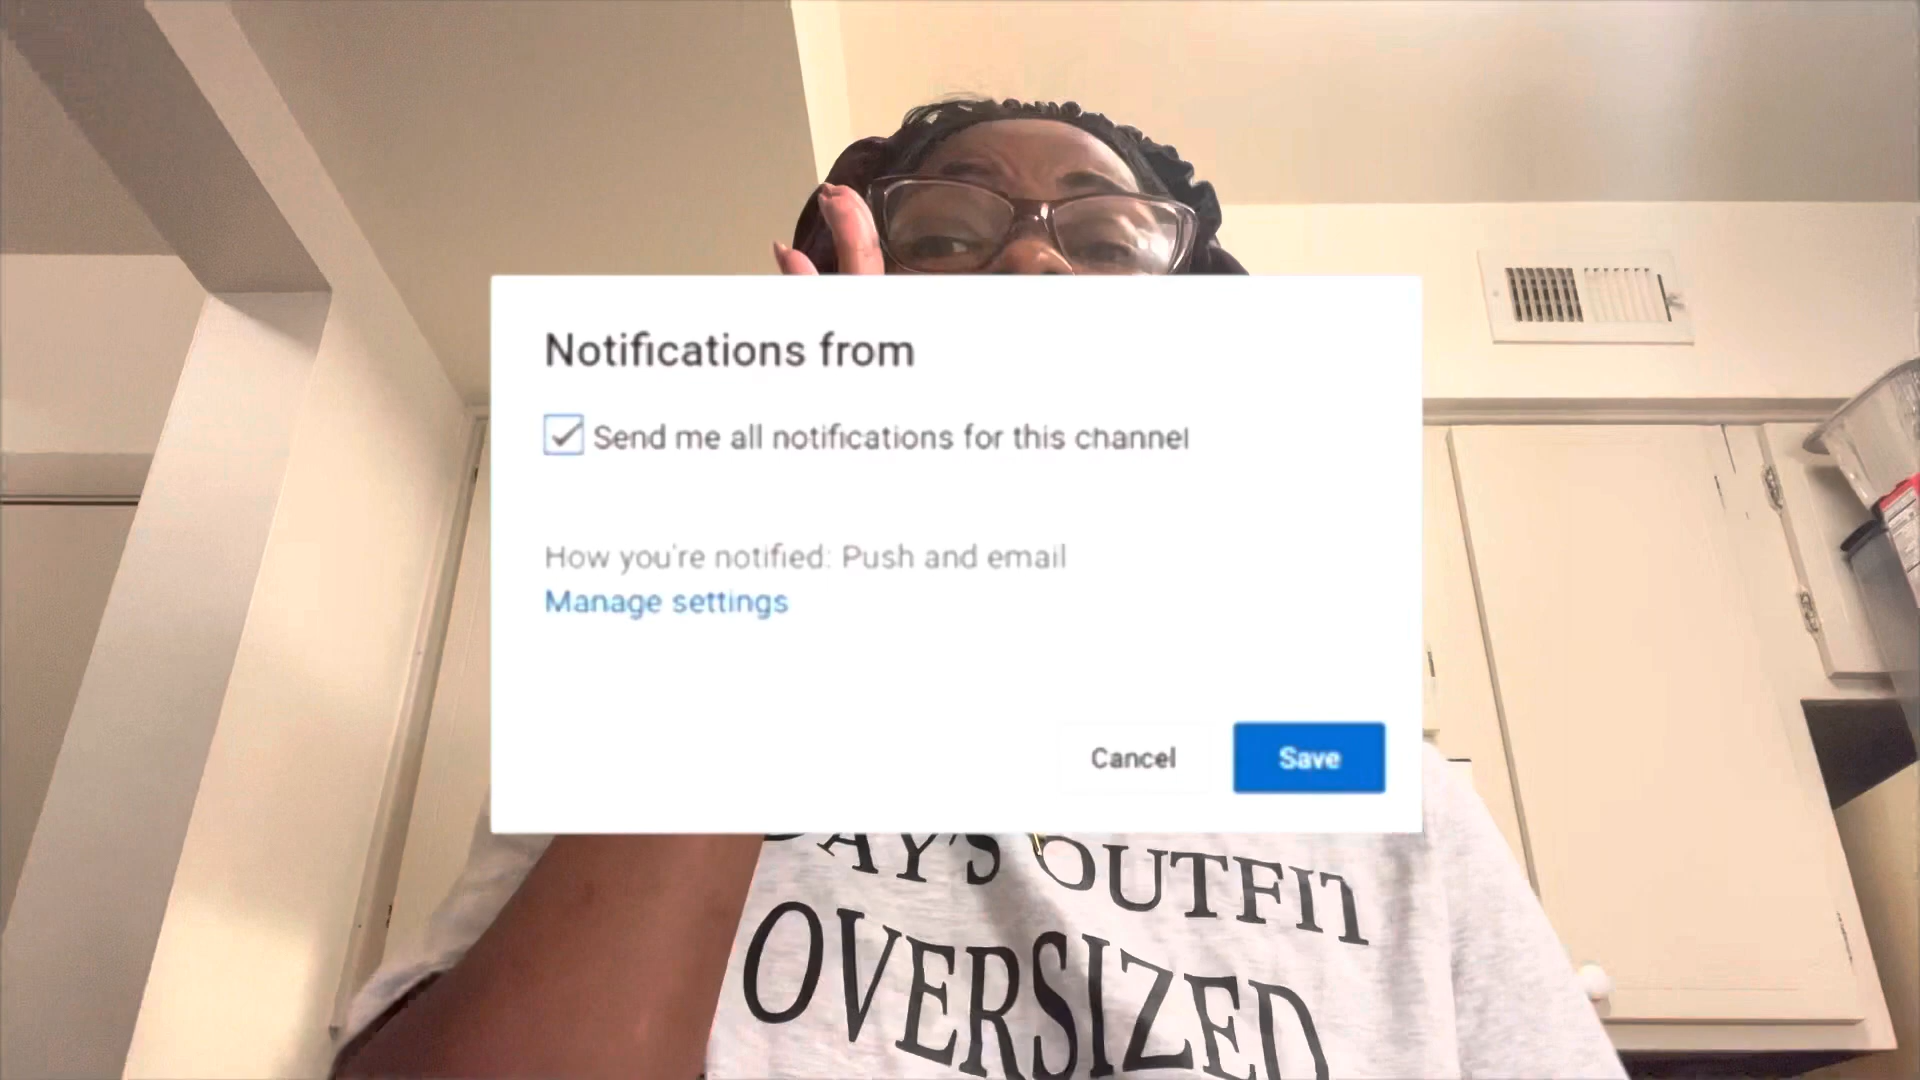 Notifications from
Send me all notifications for this channel
How you're notified: Push and email
Manage settings
Cancel
Save
DAY'S OUTFIT
OVERSIZED